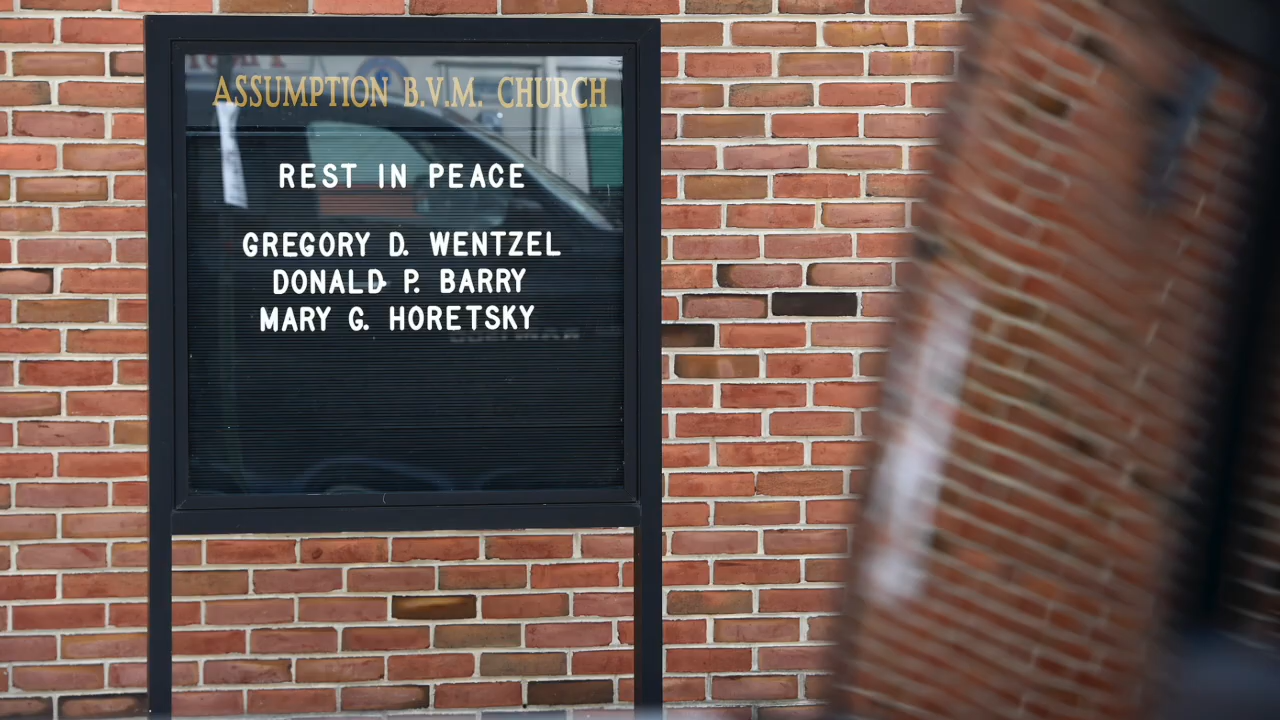 ASSUMPTION B.V.M. CHURCH
REST IN PEACE
GREGORY D. WENTZEL
DONALD P. BARRY
MARY G. HORETSKY